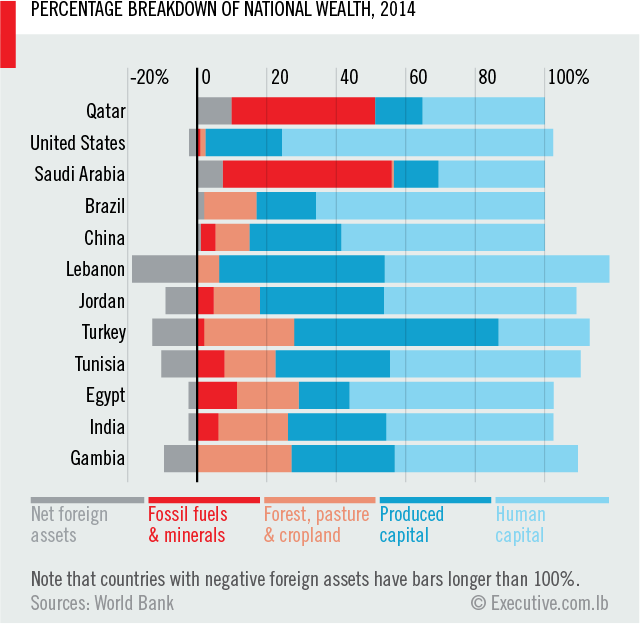 PERCENTAGE BREAKDOWN OF NATIONAL WEALTH, 2014
-20% 0 20 40 60 80 100%
Qatar
United States
Saudi Arabia
Brazil
China
Lebanon
Jordan
Turkey
Tunisia
Egypt
India
Gambia
Net foreign assets
Fossil fuels & minerals
Forest, pasture & cropland
Produced capital
Human capital
Note that countries with negative foreign assets have bars longer than 100%.
Sources: World Bank © Executive.com.lb